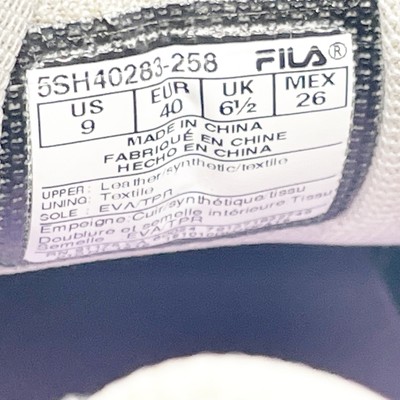 5SH40283-258 FILA®
US EUR UK MEX
9 40 6½ 26
MADE IN CHINA
FABRIQUÉ EN CHINE
HECHO EN CHINA
UPPER: Leather/synthetic/textile
LINING: Textile
SOLE: EVA/TPR
Empeigne: Cuir/synthétique/tissu
Doublure et semelle intérieure Tissu
Semelle EVA/TPR